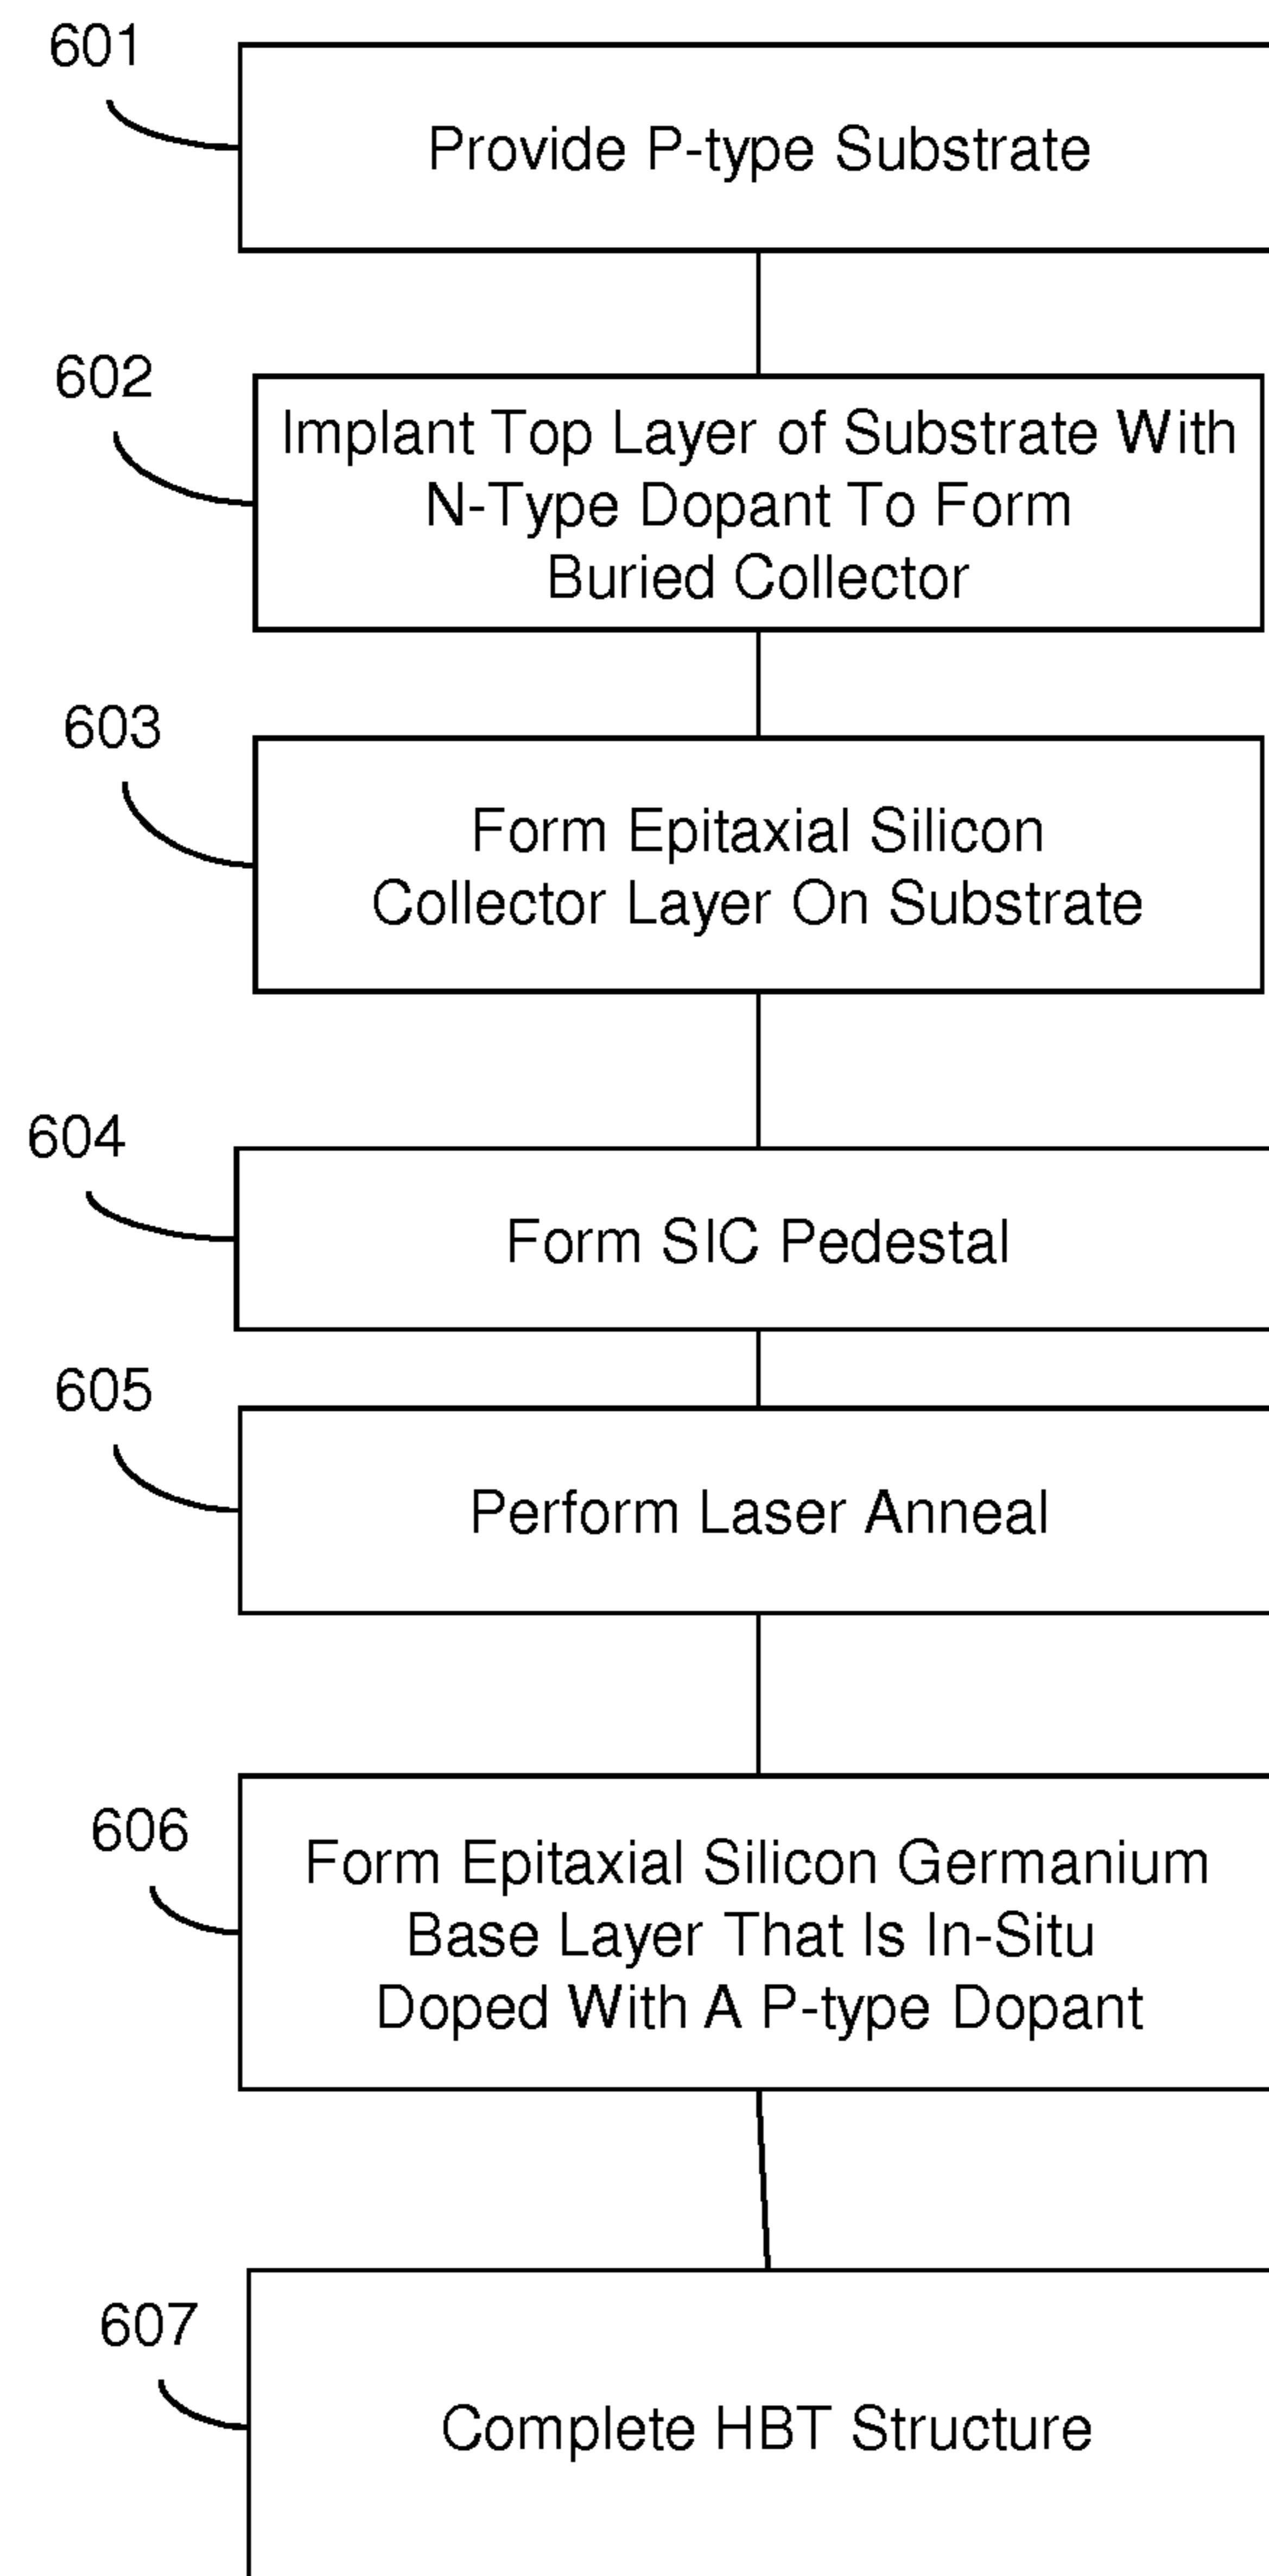 601
Provide P-type Substrate
602
Implant Top Layer of Substrate With
N-Type Dopant To Form
Buried Collector
603
Form Epitaxial Silicon
Collector Layer On Substrate
604
Form SIC Pedestal
605
Perform Laser Anneal
606
Form Epitaxial Silicon Germanium
Base Layer That Is In-Situ
Doped With A P-type Dopant
607
Complete HBT Structure